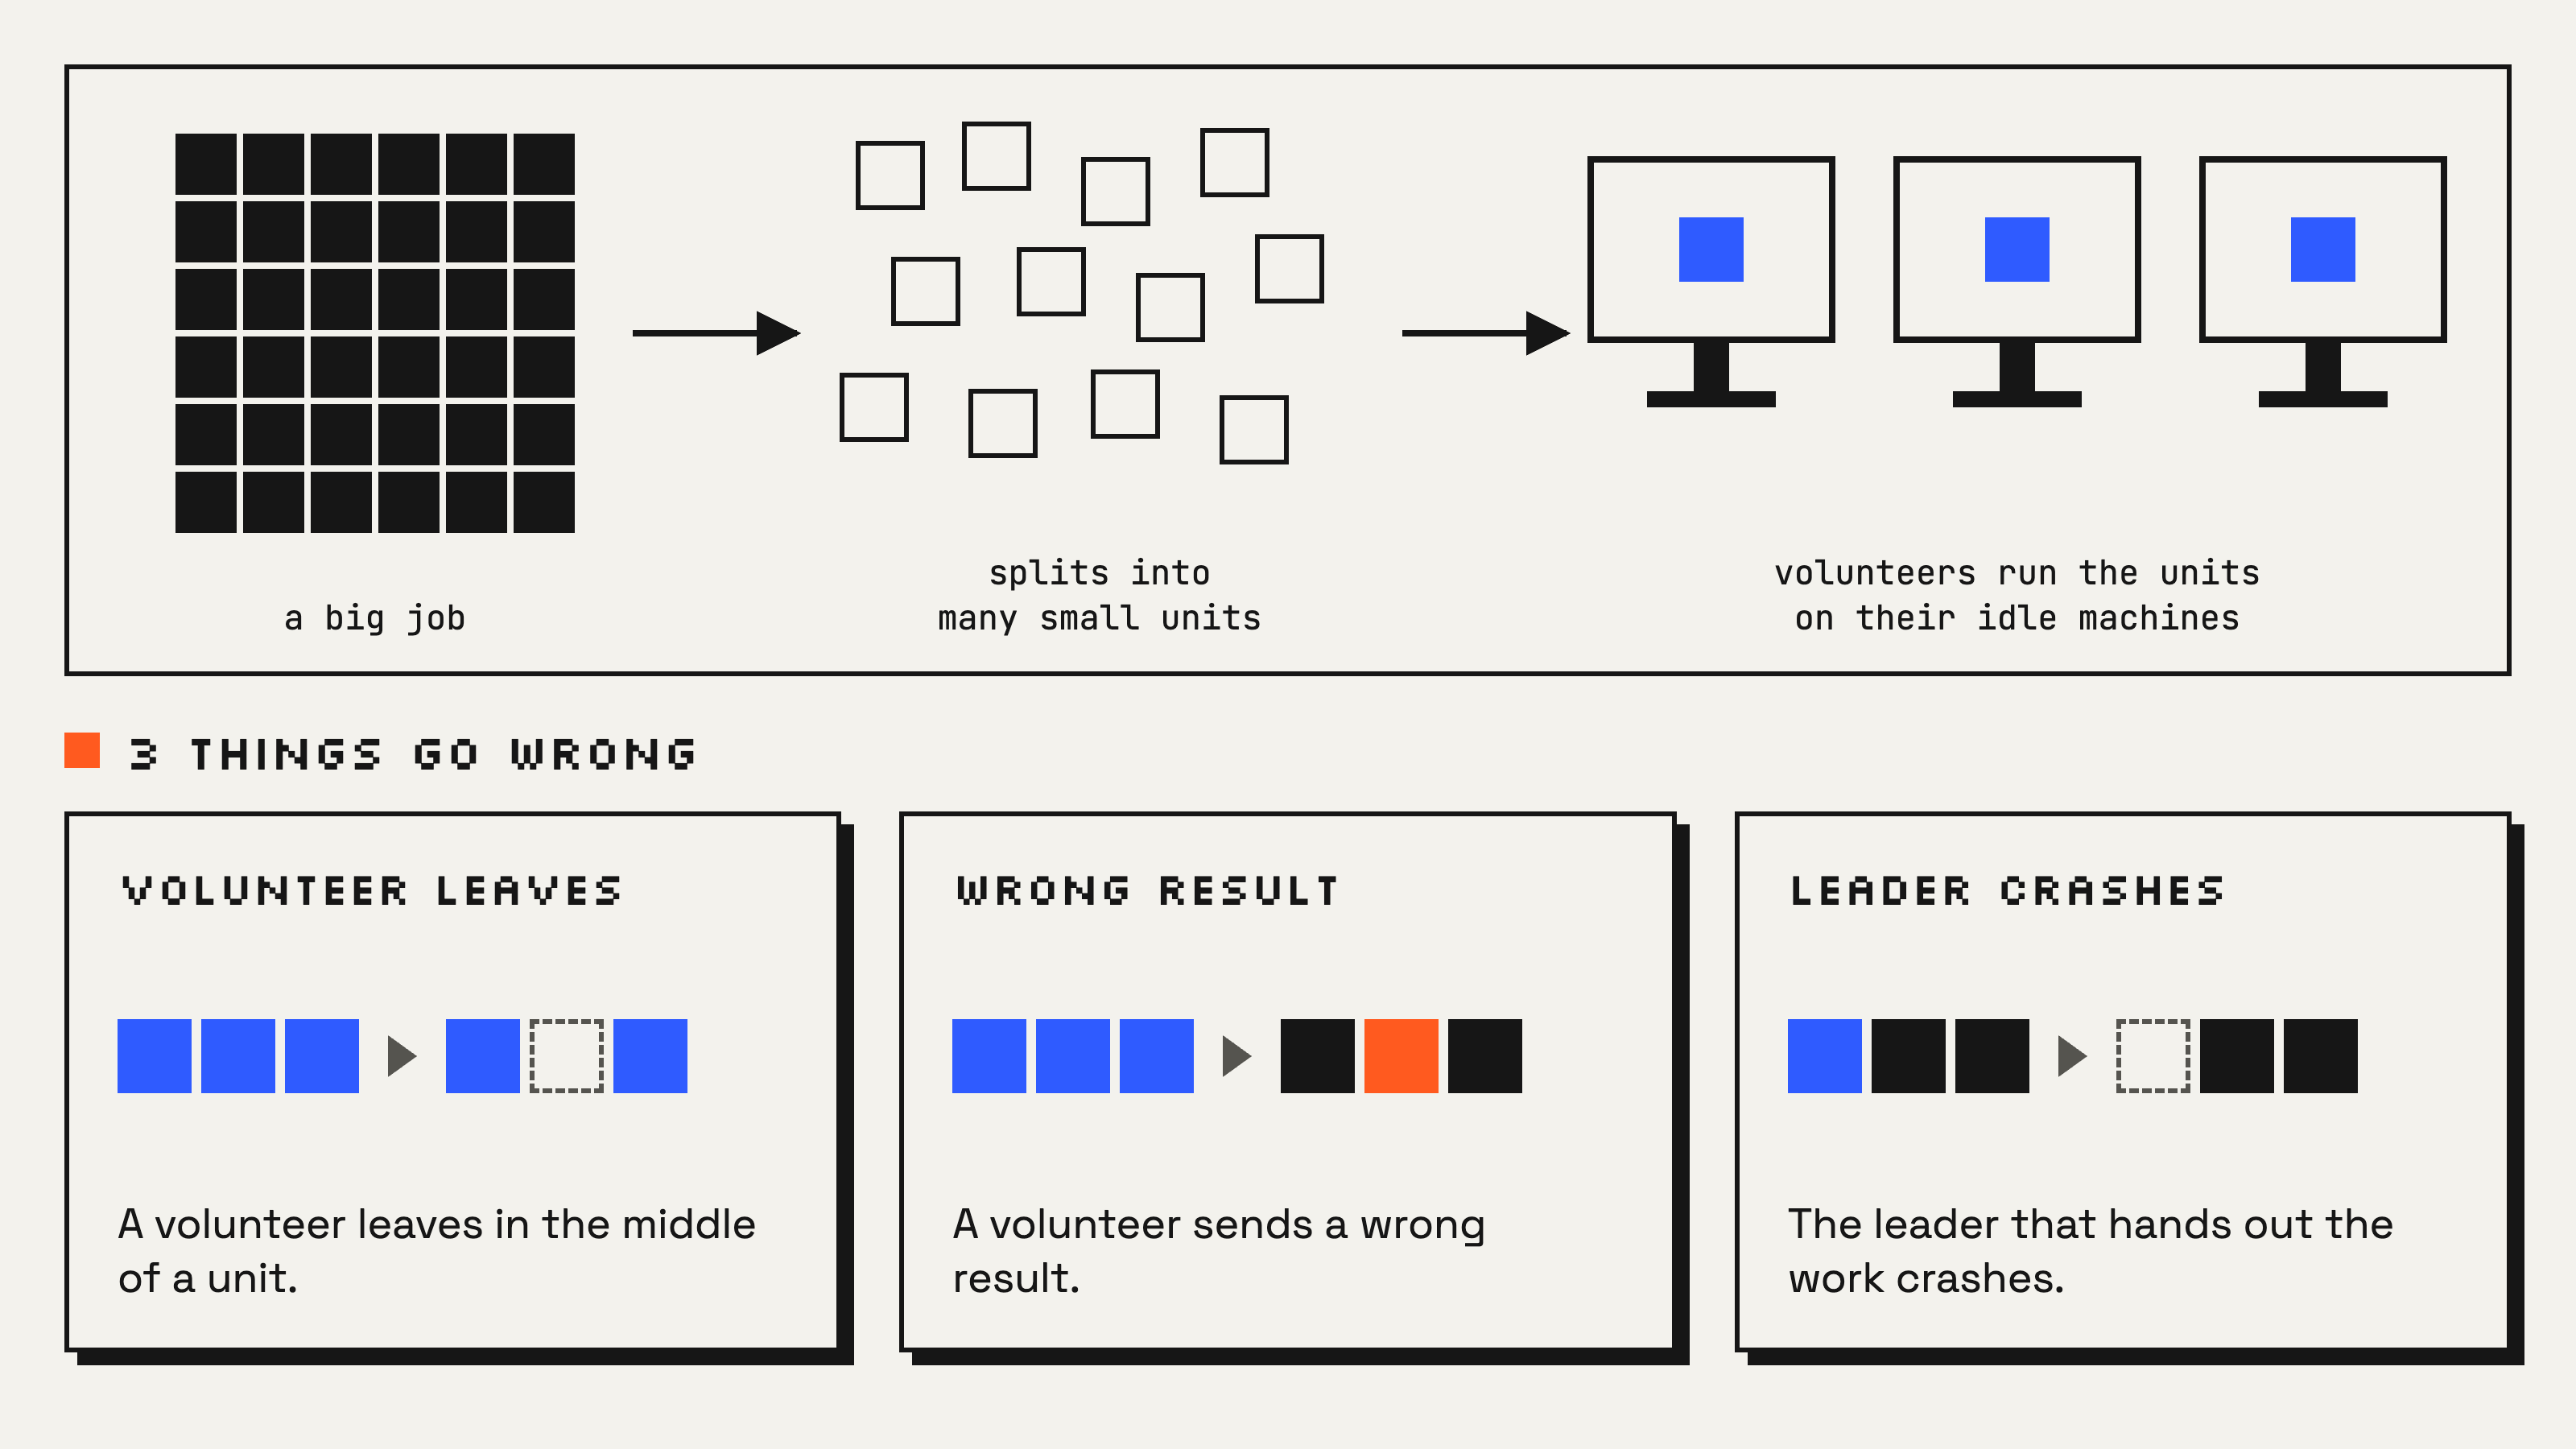 a big job
splits into
many small units
volunteers run the units
on their idle machines
3 THINGS GO WRONG
VOLUNTEER LEAVES
A volunteer leaves in the middle
of a unit.
WRONG RESULT
A volunteer sends a wrong
result.
LEADER CRASHES
The leader that hands out the
work crashes.